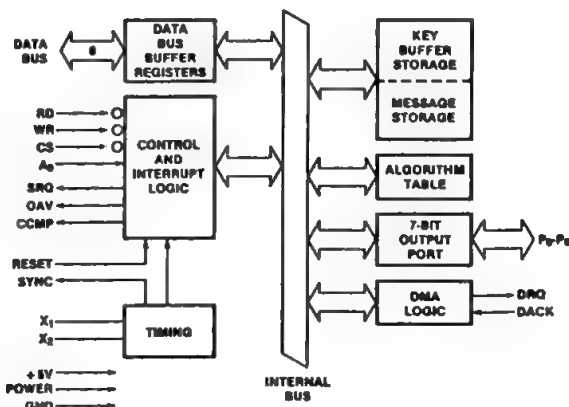 DATA
BUS
8
DATA
BUS
BUFFER
REGISTERS
KEY
BUFFER
STORAGE
MESSAGE
STORAGE
RD
WR
CS
A0
SRQ
OAV
CCMP
CONTROL
AND
INTERRUPT
LOGIC
ALGORITHM
TABLE
7-BIT
OUTPUT
PORT
RESET
SYNC
DMA
LOGIC
DRQ
DACK
X1
X2
TIMING
+5V
POWER
GND
INTERNAL
BUS